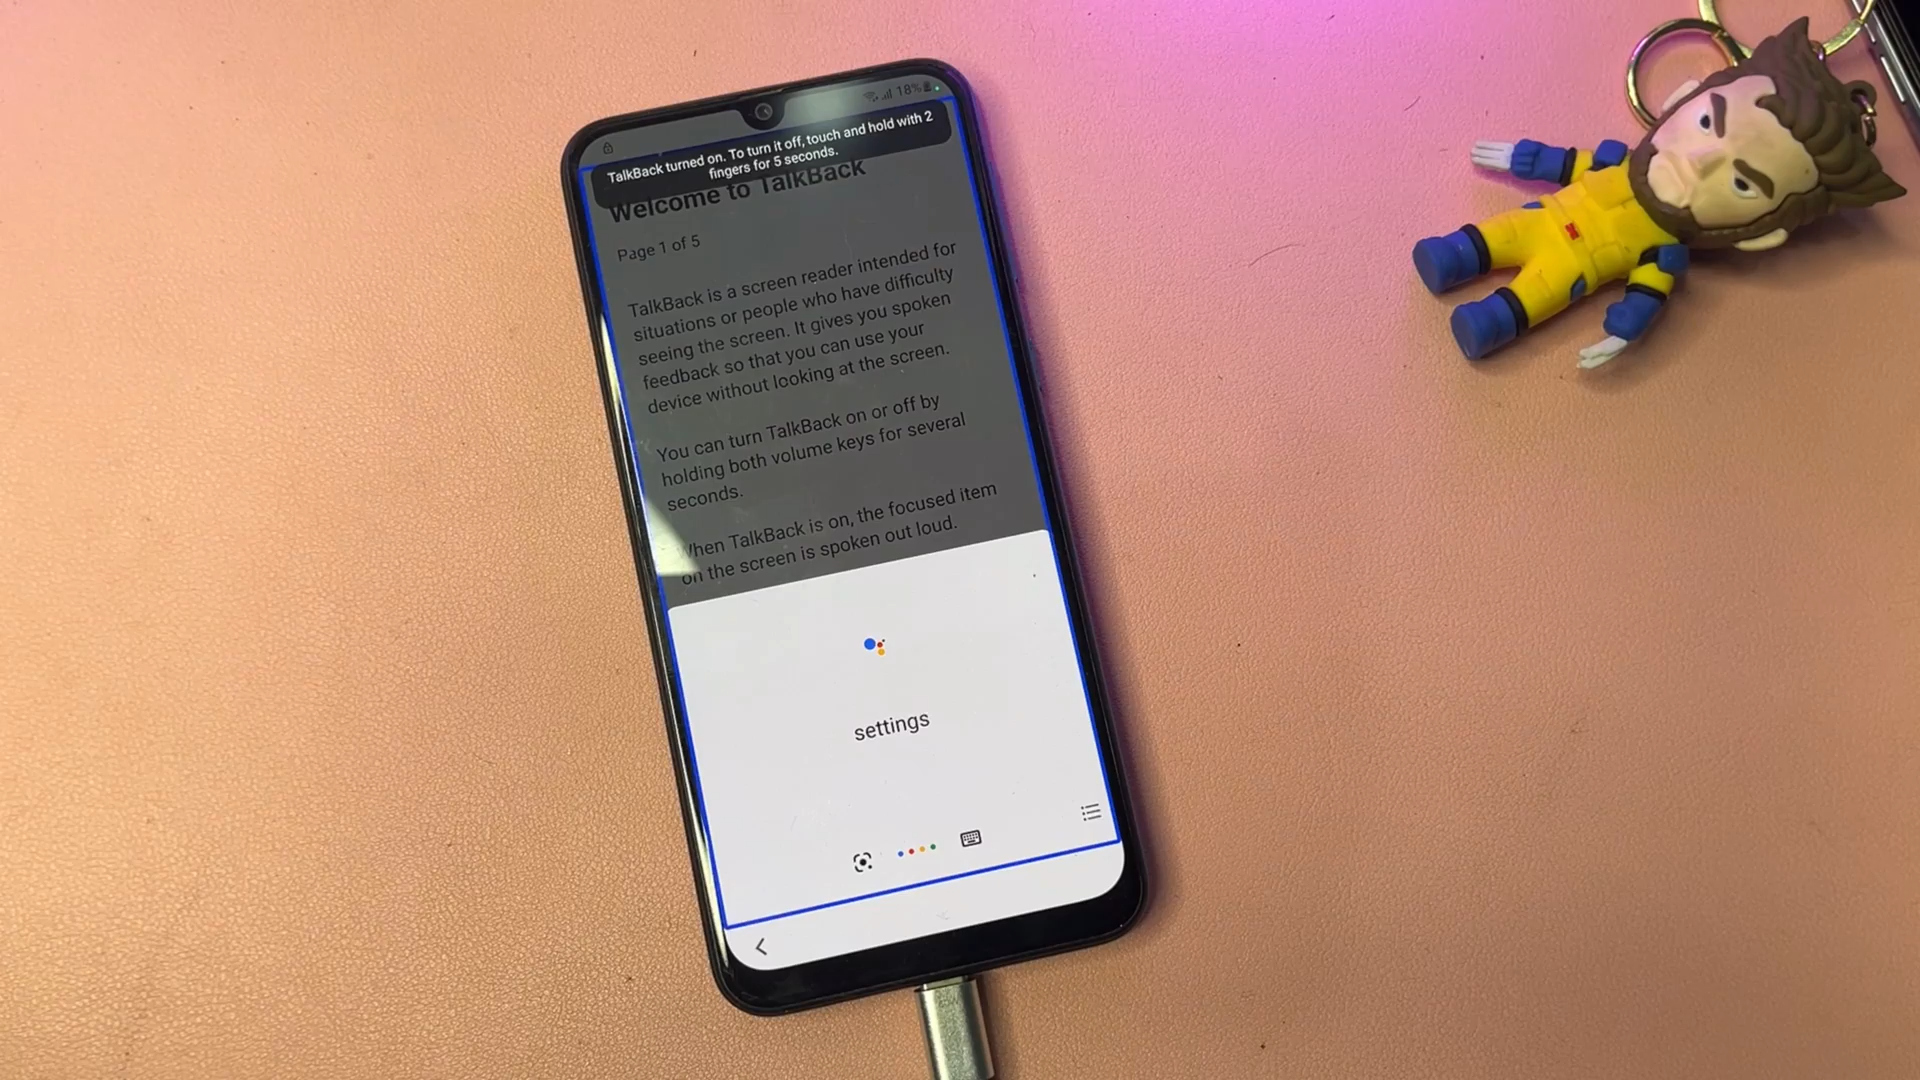 18%
TalkBack turned on. To turn it off, touch and hold with 2
fingers for 5 seconds.
Welcome to TalkBack
Page 1 of 5
TalkBack is a screen reader intended for
situations or people who have difficulty
seeing the screen. It gives you spoken
feedback so that you can use your
device without looking at the screen.
You can turn TalkBack on or off by
holding both volume keys for several
seconds.
When TalkBack is on, the focused item
on the screen is spoken out loud.
settings